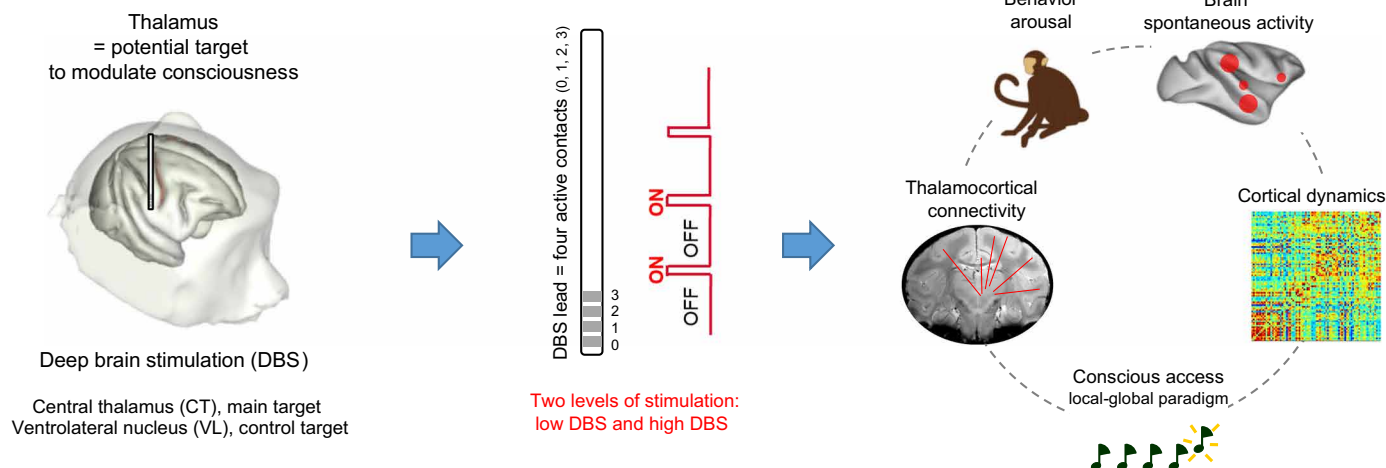 Thalamus
= potential target
to modulate consciousness
Deep brain stimulation (DBS)
Central thalamus (CT), main target
Ventrolateral nucleus (VL), control target
DBS lead = four active contacts (0, 1, 2, 3)
3
2
1
0
ON
OFF
ON
OFF
Two levels of stimulation:
low DBS and high DBS
Behavior
arousal
Brain
spontaneous activity
Thalamocortical
connectivity
Cortical dynamics
Conscious access
local-global paradigm